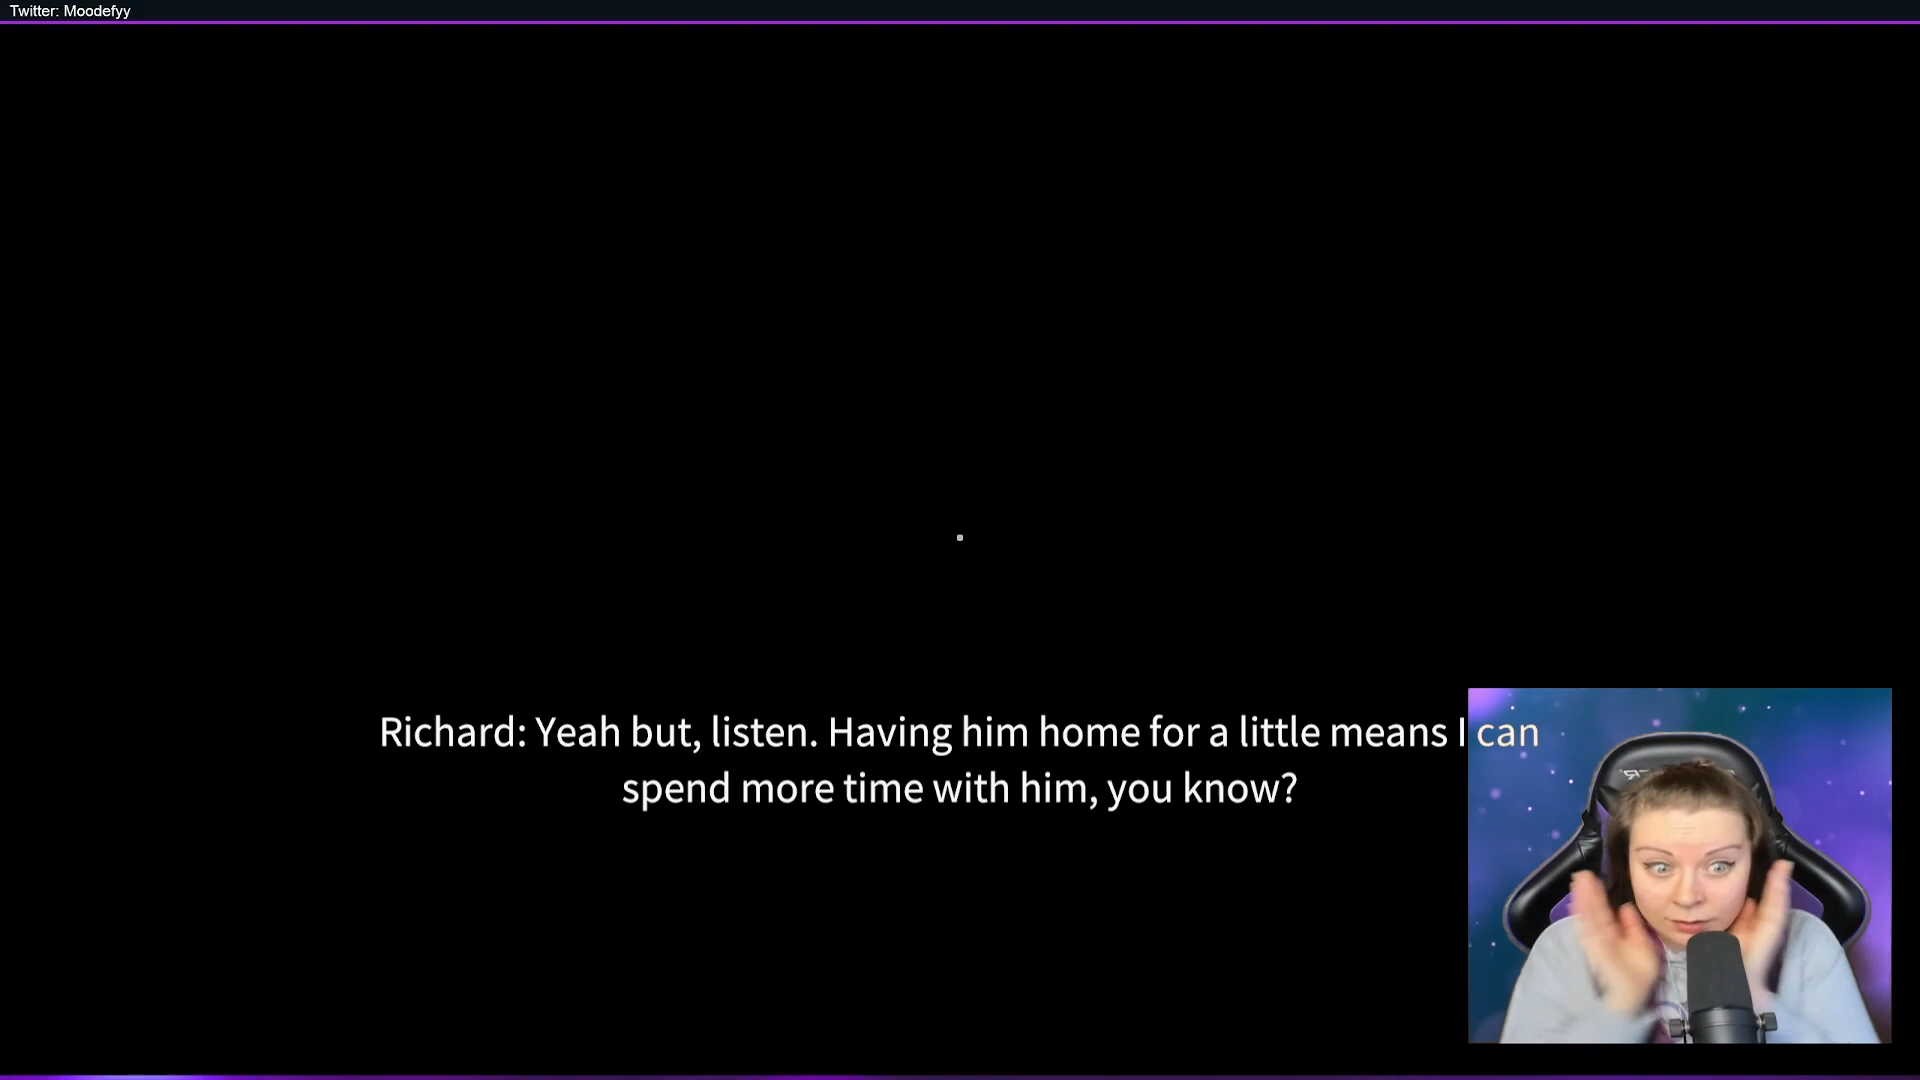 Twitter: Moodefyy
Richard: Yeah but, listen. Having him home for a little means I can
spend more time with him, you know?